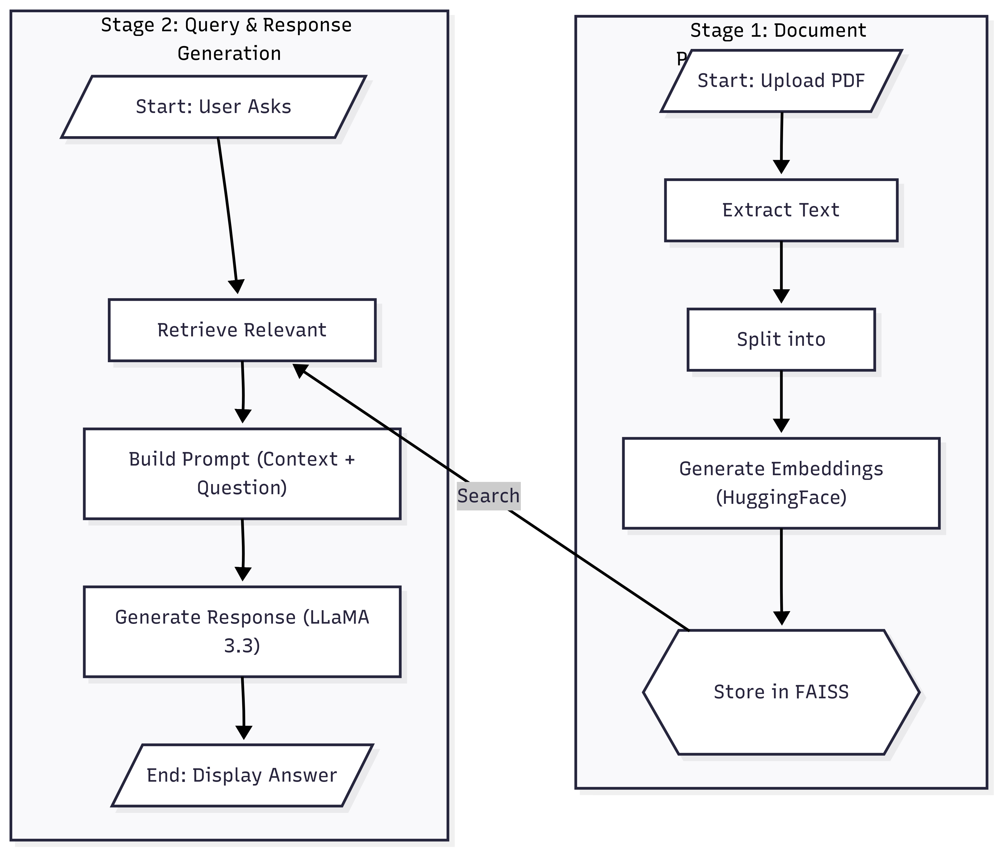 Stage 2: Query & Response
Generation
Start: User Asks
Retrieve Relevant
Build Prompt (Context +
Question)
Generate Response (LLaMA
3.3)
End: Display Answer
Search
Stage 1: Document
Start: Upload PDF
Extract Text
Split into
Generate Embeddings
(HuggingFace)
Store in FAISS